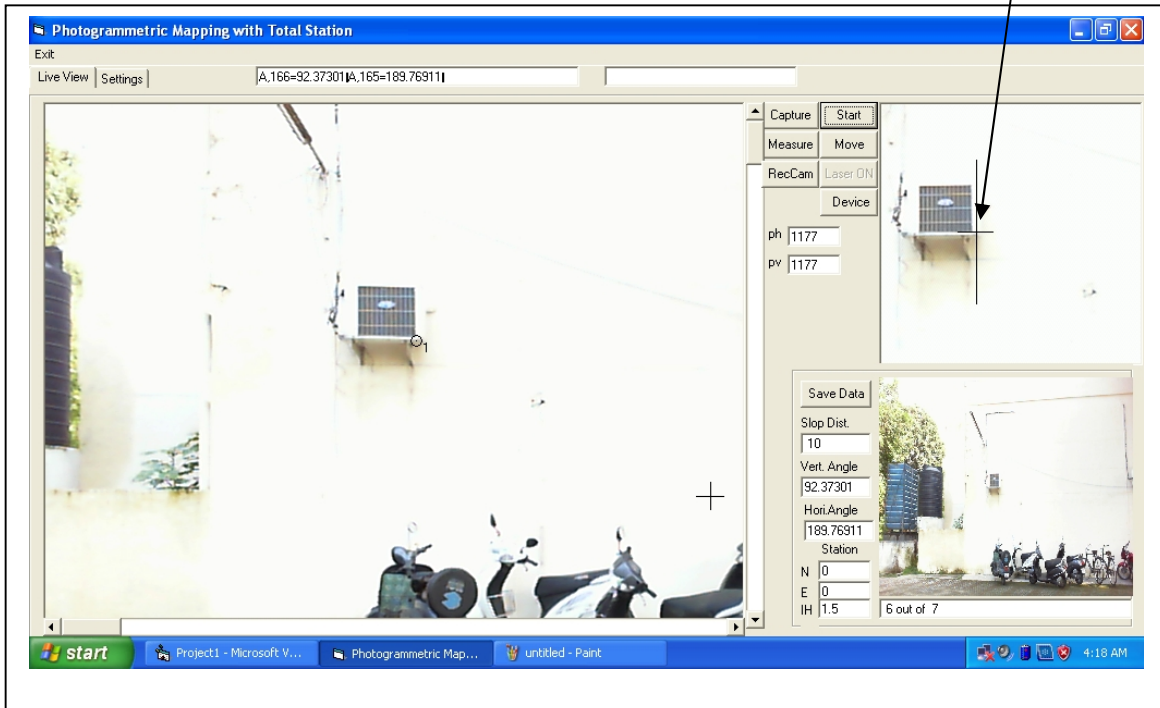 Photogrammetric Mapping with Total Station
Exit
Live View Settings A,166=92.37301|A,165=189.76911|
Capture Start
Measure Move
RecCam Laser ON
Device
ph 1177
pv 1177
1
Save Data
Slop Dist.
10
Vert. Angle
92.37301
Hori.Angle
189.76911
Station
N 0
E 0
IH 1.5 6 out of 7
start Project1 - Microsoft V... Photogrammetric Map... untitled - Paint 4:18 AM